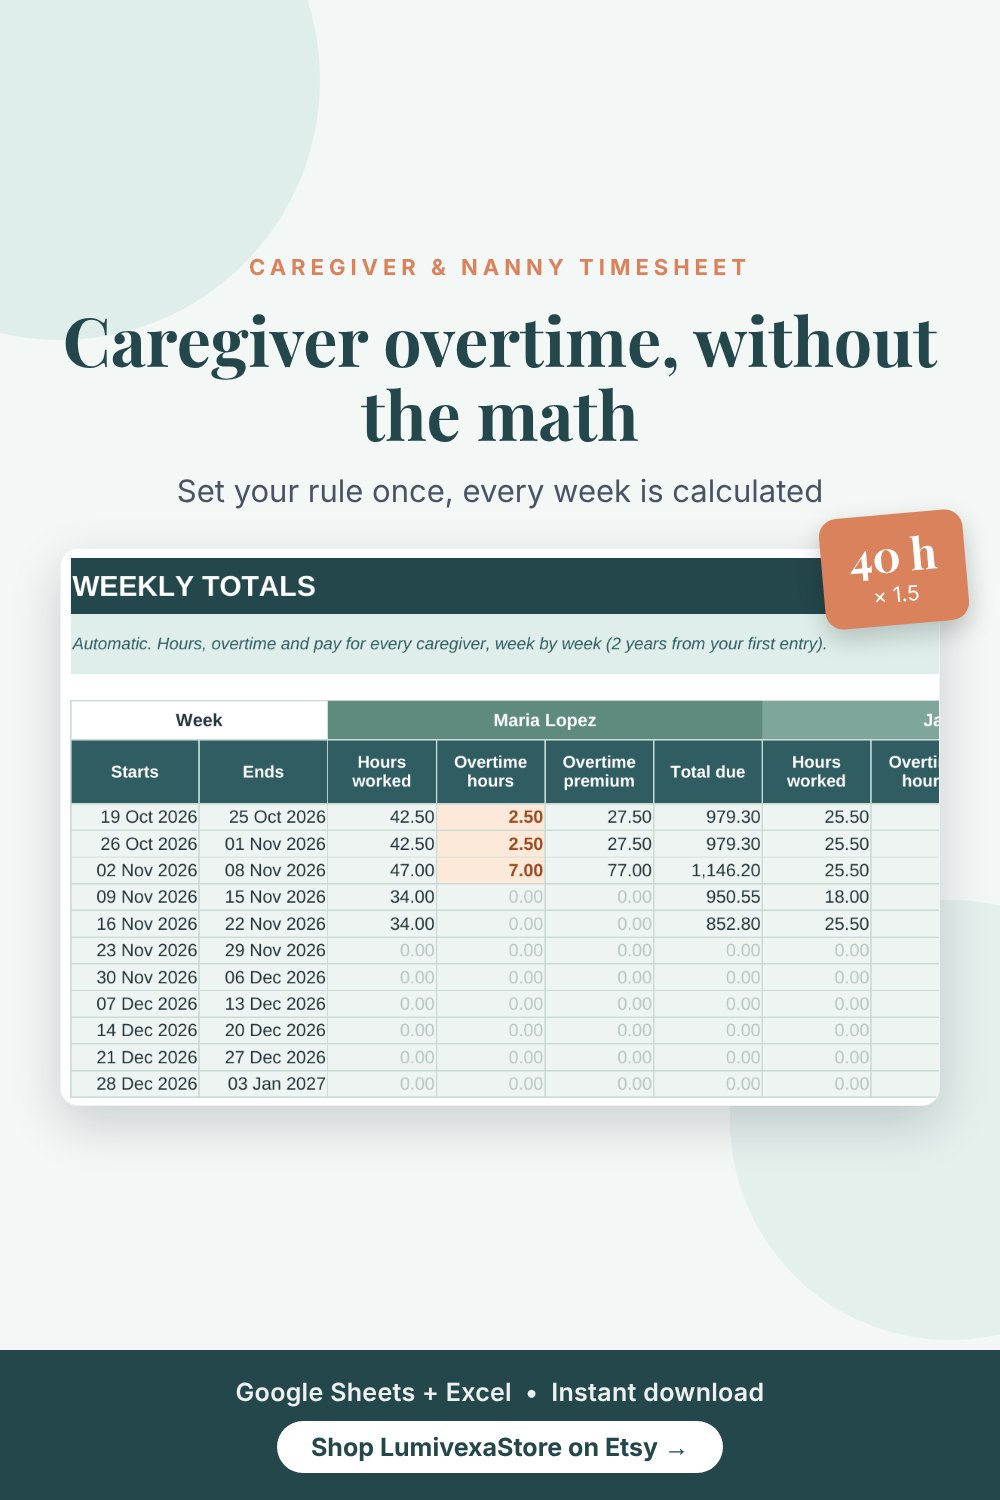 CAREGIVER & NANNY TIMESHEET
Caregiver overtime, without
the math
Set your rule once, every week is calculated
40 h
× 1.5
WEEKLY TOTALS
Automatic. Hours, overtime and pay for every caregiver, week by week (2 years from your first entry).
Week Maria Lopez Ja
Starts Ends Hours worked Overtime hours Overtime premium Total due Hours worked Overti hour
19 Oct 2026 25 Oct 2026 42.50 2.50 27.50 979.30 25.50
26 Oct 2026 01 Nov 2026 42.50 2.50 27.50 979.30 25.50
02 Nov 2026 08 Nov 2026 47.00 7.00 77.00 1,146.20 25.50
09 Nov 2026 15 Nov 2026 34.00 0.00 0.00 950.55 18.00
16 Nov 2026 22 Nov 2026 34.00 0.00 0.00 852.80 25.50
23 Nov 2026 29 Nov 2026 0.00 0.00 0.00 0.00 0.00
30 Nov 2026 06 Dec 2026 0.00 0.00 0.00 0.00 0.00
07 Dec 2026 13 Dec 2026 0.00 0.00 0.00 0.00 0.00
14 Dec 2026 20 Dec 2026 0.00 0.00 0.00 0.00 0.00
21 Dec 2026 27 Dec 2026 0.00 0.00 0.00 0.00 0.00
28 Dec 2026 03 Jan 2027 0.00 0.00 0.00 0.00 0.00
Google Sheets + Excel • Instant download
Shop LumivexaStore on Etsy →